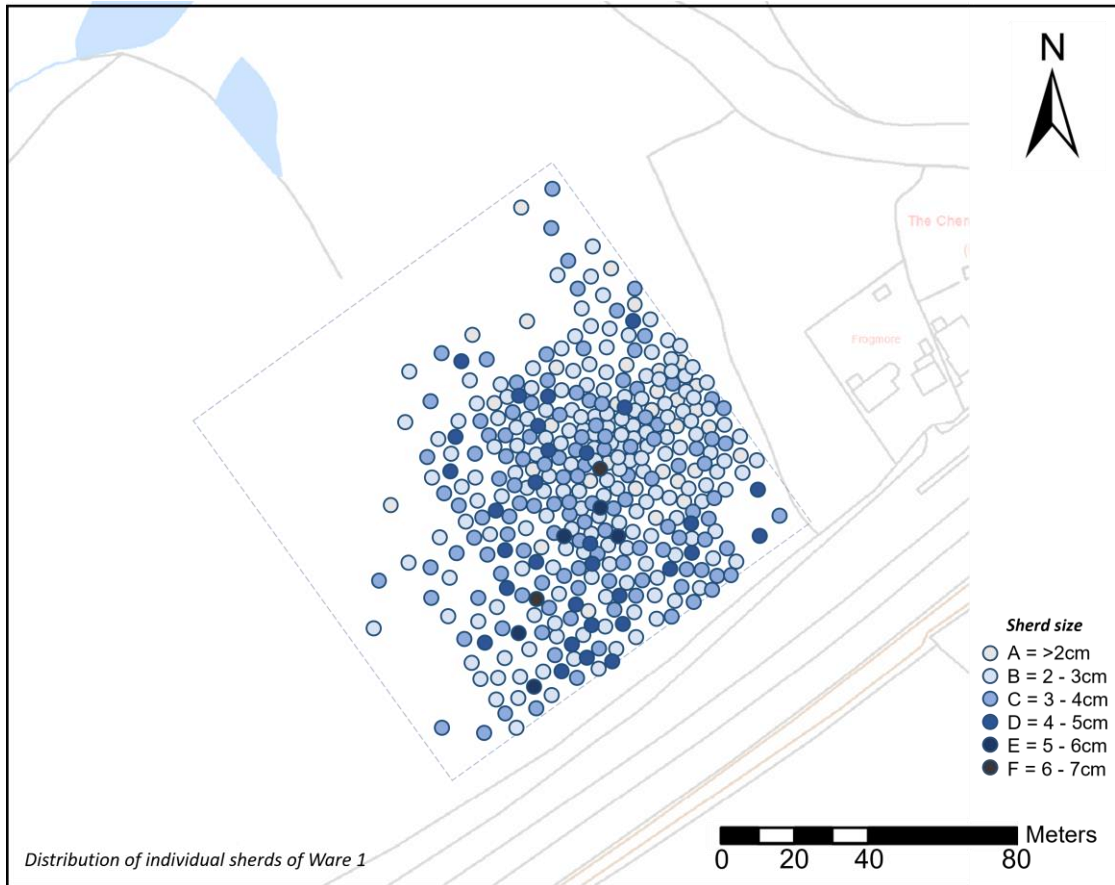 N
The Cher
Frogmore
Sherd size
A = >2cm
B = 2 - 3cm
C = 3 - 4cm
D = 4 - 5cm
E = 5 - 6cm
F = 6 - 7cm
Meters
0 20 40 80
Distribution of individual sherds of Ware 1